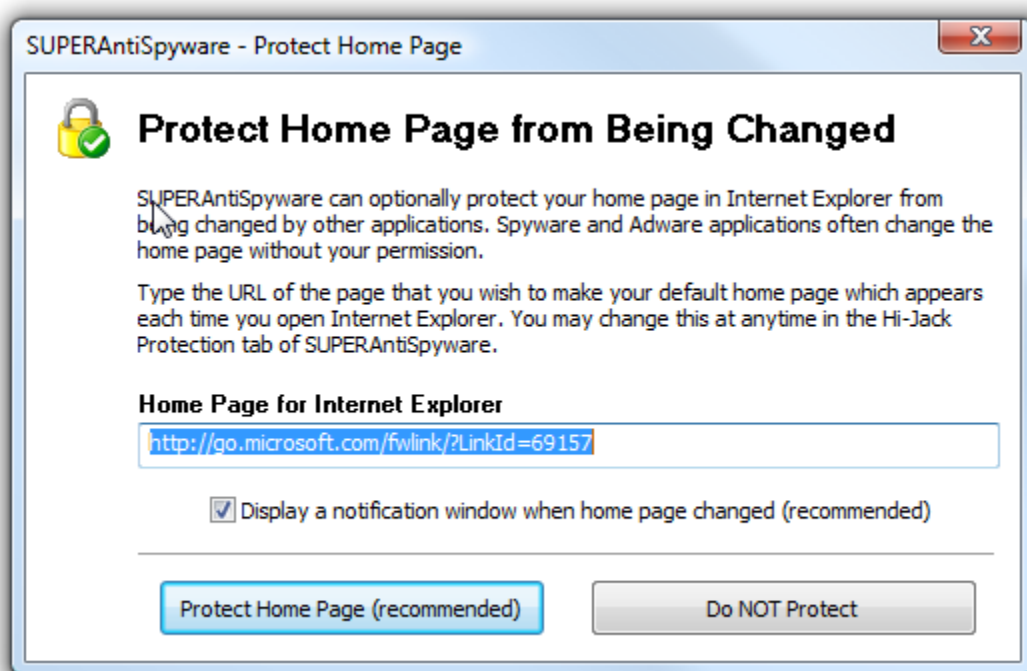 SUPERAntiSpyware - Protect Home Page
Protect Home Page from Being Changed
SUPERAntiSpyware can optionally protect your home page in Internet Explorer from
being changed by other applications. Spyware and Adware applications often change the
home page without your permission.
Type the URL of the page that you wish to make your default home page which appears
each time you open Internet Explorer. You may change this at anytime in the Hi-Jack
Protection tab of SUPERAntiSpyware.
Home Page for Internet Explorer
http://go.microsoft.com/fwlink/?LinkId=69157
Display a notification window when home page changed (recommended)
Protect Home Page (recommended)
Do NOT Protect